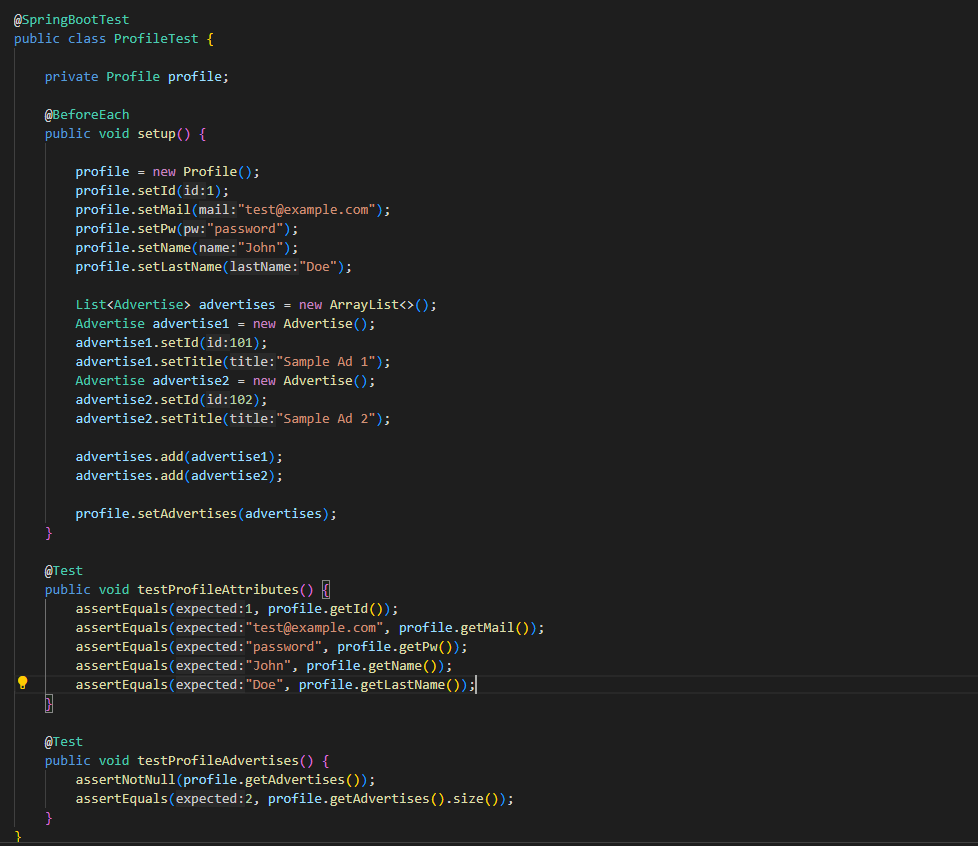 @SpringBootTest
public class ProfileTest {

    private Profile profile;

    @BeforeEach
    public void setup() {

        profile = new Profile();
        profile.setId(id:1);
        profile.setMail(mail:"test@example.com");
        profile.setPw(pw:"password");
        profile.setName(name:"John");
        profile.setLastName(lastName:"Doe");

        List<Advertise> advertises = new ArrayList<>();
        Advertise advertise1 = new Advertise();
        advertise1.setId(id:101);
        advertise1.setTitle(title:"Sample Ad 1");
        Advertise advertise2 = new Advertise();
        advertise2.setId(id:102);
        advertise2.setTitle(title:"Sample Ad 2");

        advertises.add(advertise1);
        advertises.add(advertise2);

        profile.setAdvertises(advertises);
    }

    @Test
    public void testProfileAttributes() {
        assertEquals(expected:1, profile.getId());
        assertEquals(expected:"test@example.com", profile.getMail());
        assertEquals(expected:"password", profile.getPw());
        assertEquals(expected:"John", profile.getName());
        assertEquals(expected:"Doe", profile.getLastName());
    }

    @Test
    public void testProfileAdvertises() {
        assertNotNull(profile.getAdvertises());
        assertEquals(expected:2, profile.getAdvertises().size());
    }
}